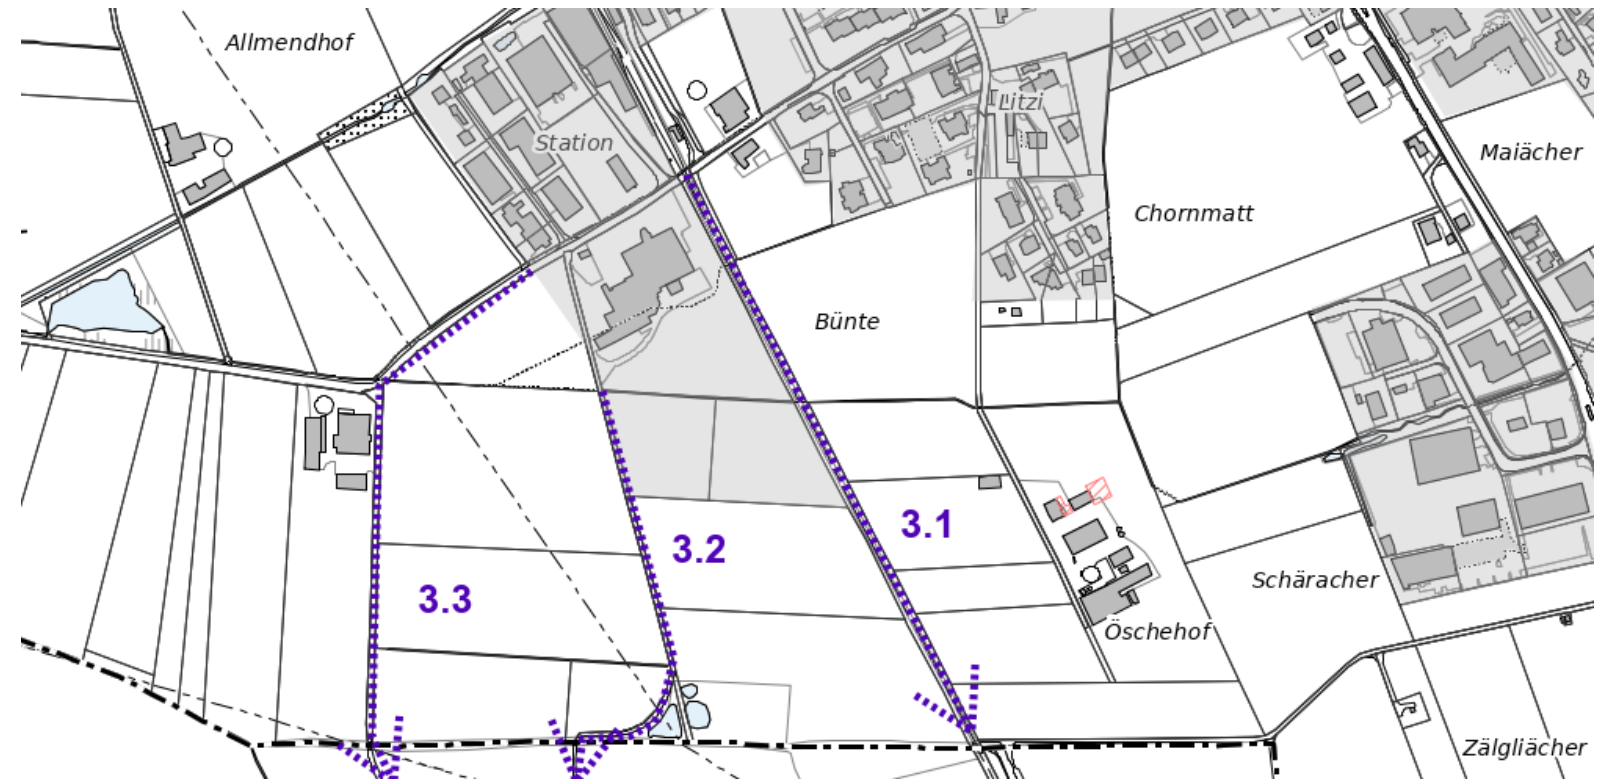 Allmendhof
Litzi
Station
Maiächer
Chornmatt
Bünte
3.1
3.2
3.3
Schäracher
Öschehof
Zälgliächer